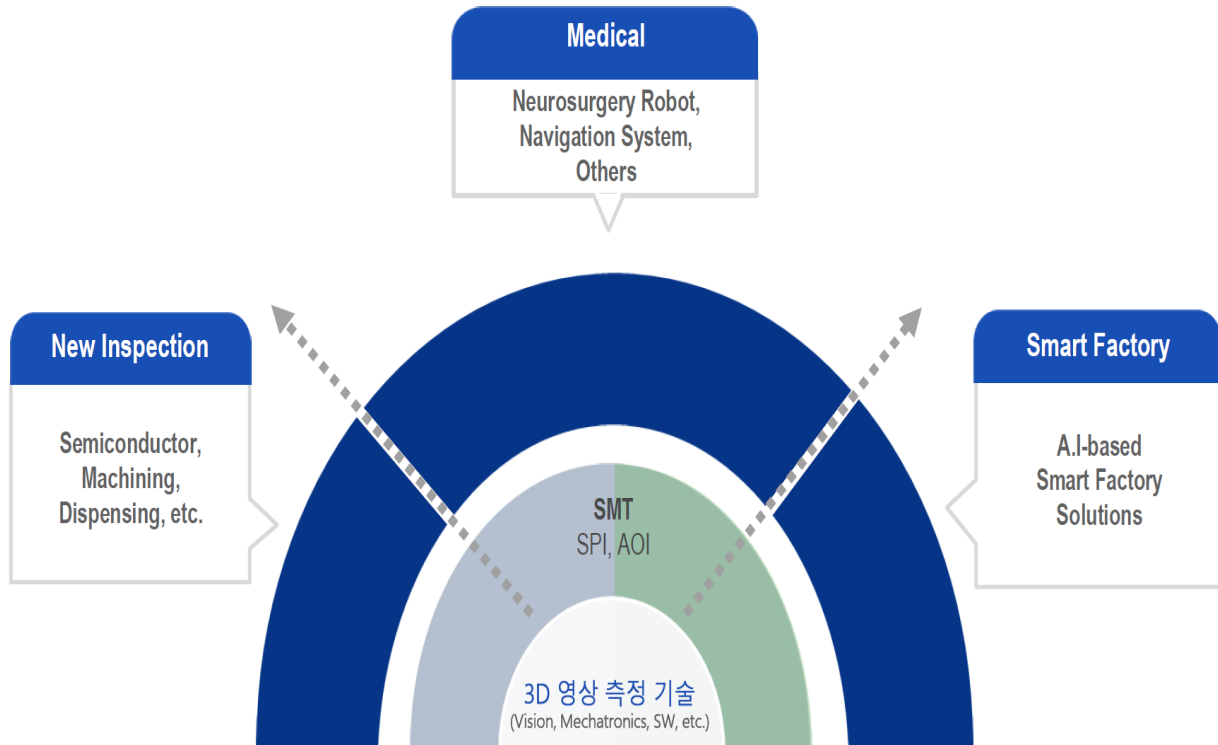 Medical
Neurosurgery Robot,
Navigation System,
Others
New Inspection
Semiconductor,
Machining,
Dispensing, etc.
Smart Factory
A.I-based
Smart Factory
Solutions
SMT
SPI, AOI
3D 영상 측정 기술
(Vision, Mechatronics, SW, etc.)